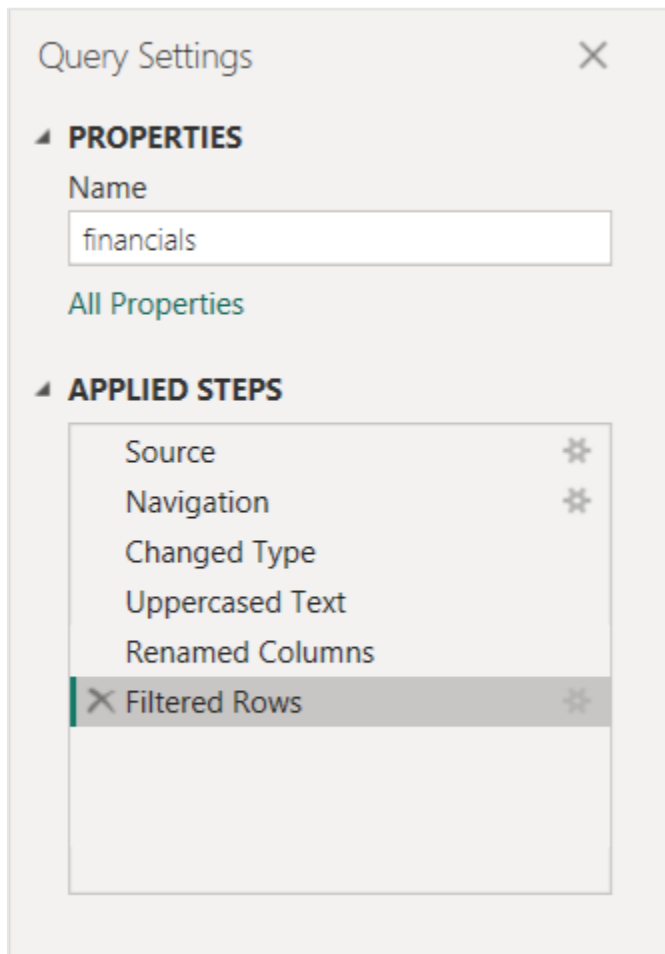 Query Settings
PROPERTIES
Name
financials
All Properties
APPLIED STEPS
Source
Navigation
Changed Type
Uppercased Text
Renamed Columns
Filtered Rows